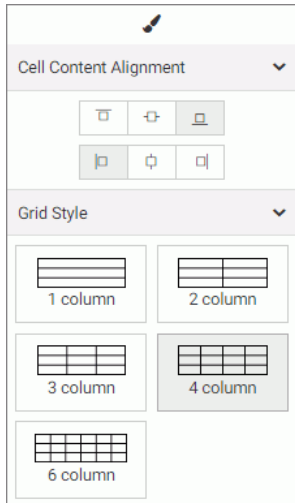 Cell Content Alignment
Grid Style
1 column
2 column
3 column
4 column
6 column